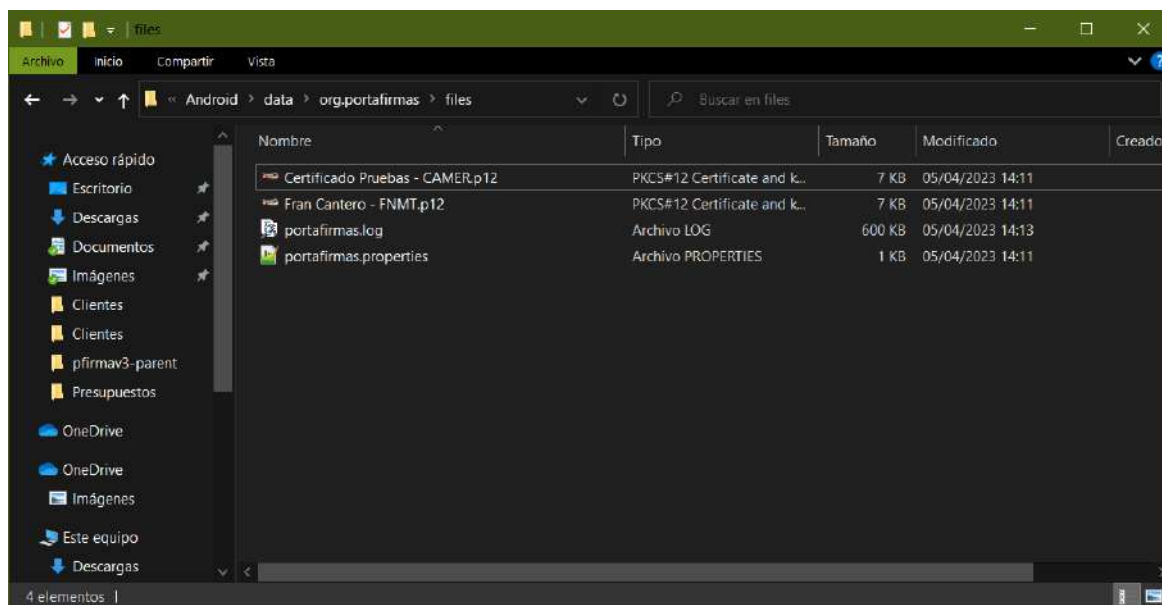 files
Archivo Inicio Compartir Vista
« Android > data > org.portafirmas > files Buscar en files
Nombre Tipo Tamaño Modificado Creado
Acceso rápido
Escritorio
Descargas
Documentos
Imágenes
Clientes
Clientes
pfirmav3-parent
Presupuestos
OneDrive
OneDrive
Imágenes
Este equipo
Descargas
Certificado Pruebas - CAMER.p12 PKCS#12 Certificate and k... 7 KB 05/04/2023 14:11
Fran Cantero - FNMT.p12 PKCS#12 Certificate and k... 7 KB 05/04/2023 14:11
portafirmas.log Archivo LOG 600 KB 05/04/2023 14:13
portafirmas.properties Archivo PROPERTIES 1 KB 05/04/2023 14:11
4 elementos